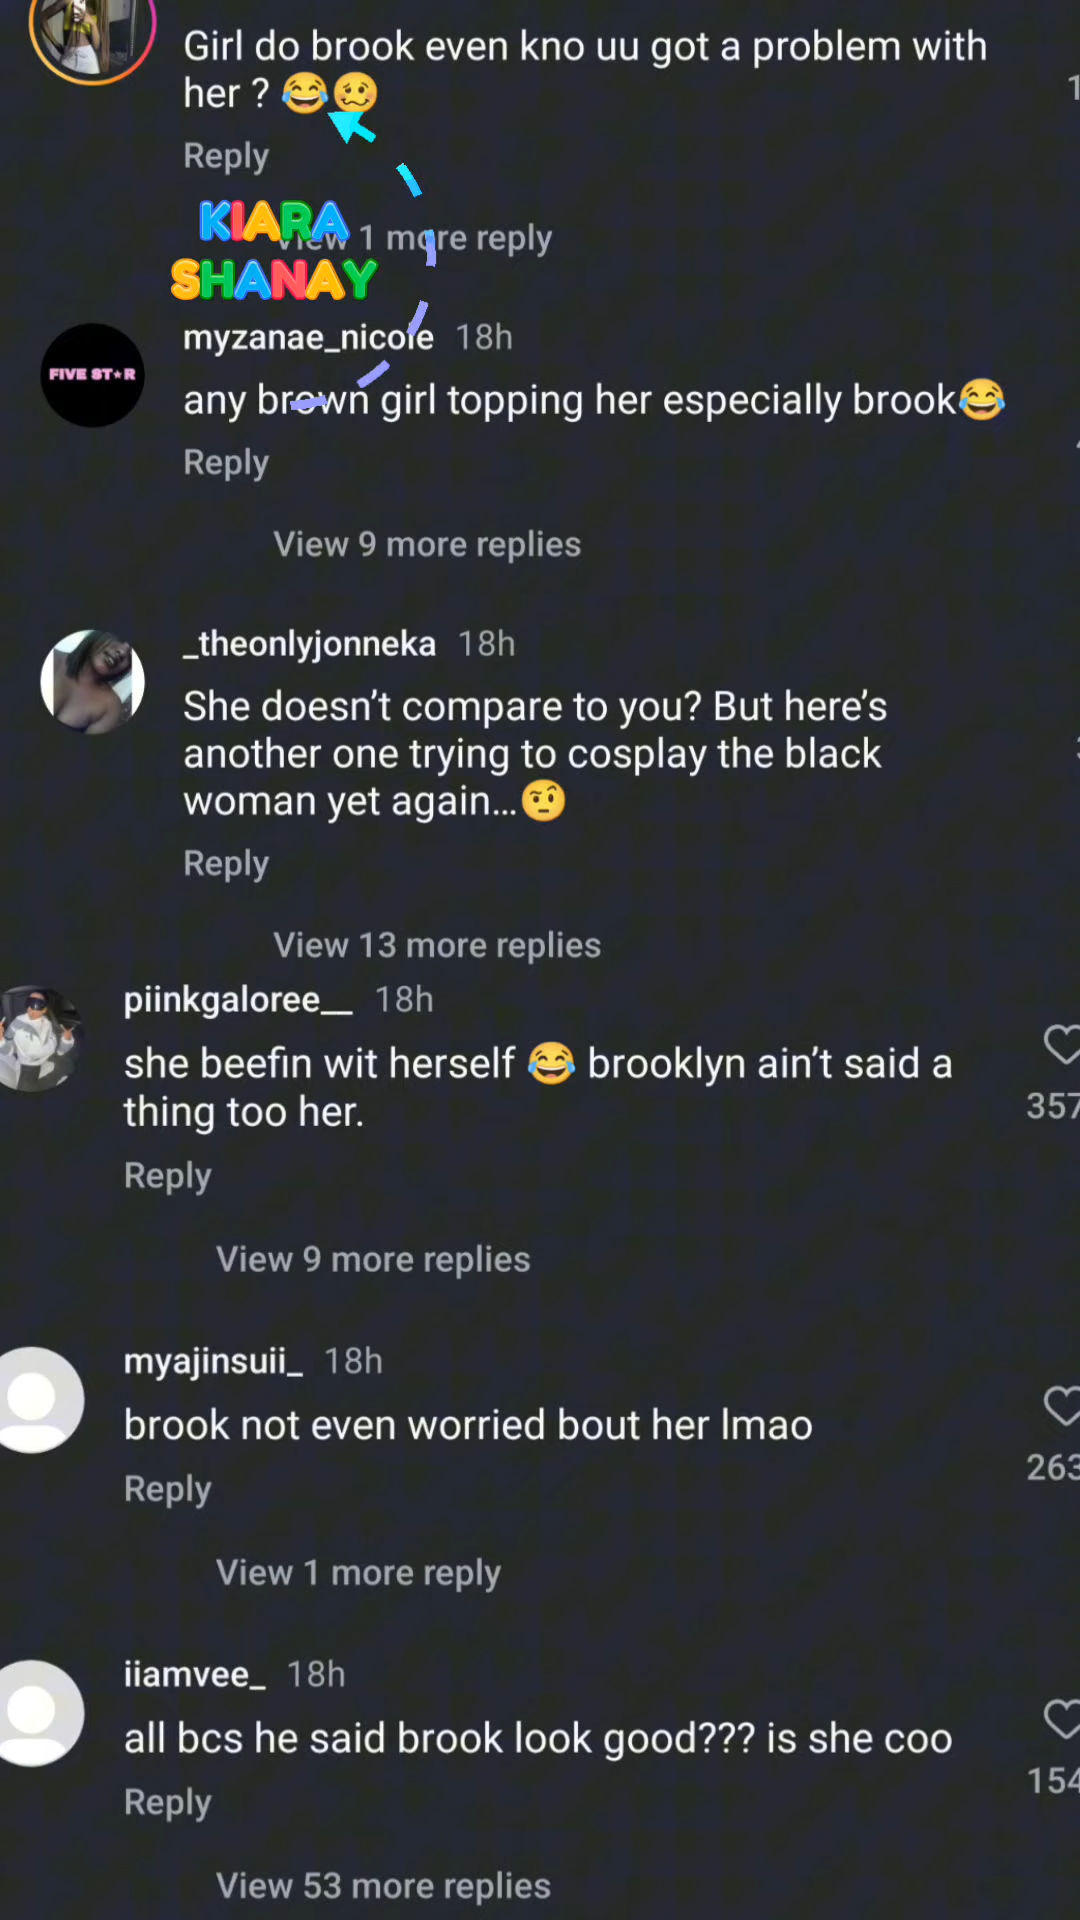 Girl do brook even kno uu got a problem with
her ? 😂🥴
Reply
KIARA
View 1 more reply
SHANAY
myzanae_nicole 18h
FIVE ST★R
any brown girl topping her especially brook😂
Reply
View 9 more replies
_theonlyjonneka 18h
She doesn’t compare to you? But here’s
another one trying to cosplay the black
woman yet again...🤨
Reply
View 13 more replies
piinkgaloree__ 18h
she beefin wit herself 😂 brooklyn ain’t said a
thing too her.
357
Reply
View 9 more replies
myajinsuii_ 18h
brook not even worried bout her lmao
263
Reply
View 1 more reply
iiamvee_ 18h
all bcs he said brook look good??? is she coo
154
Reply
View 53 more replies